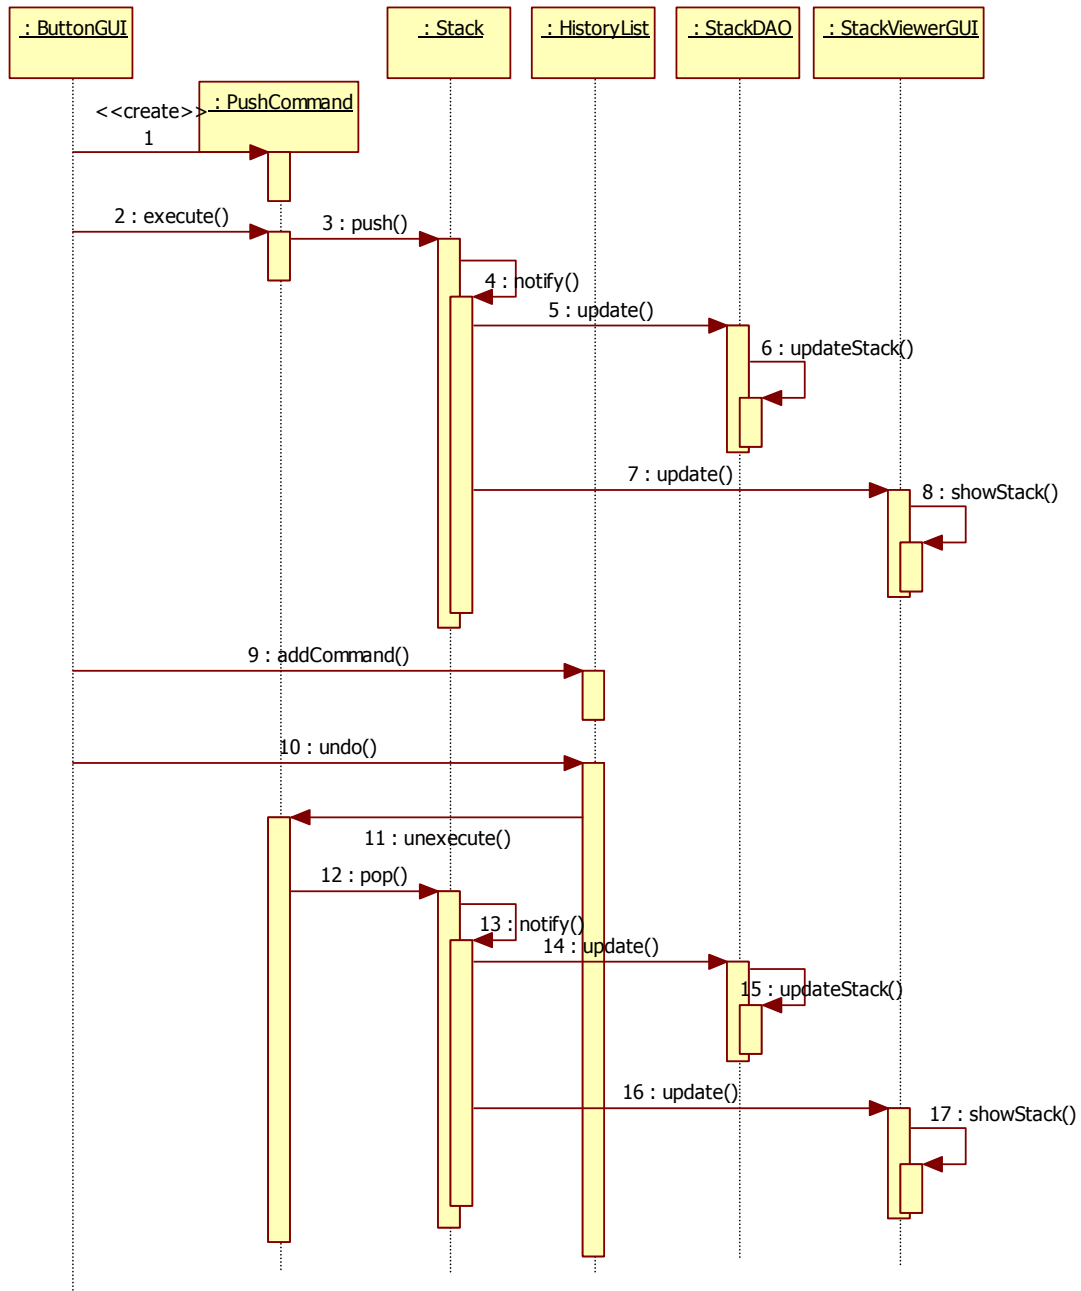 : ButtonGUI
: Stack
: HistoryList
: StackDAO
: StackViewerGUI
: PushCommand
<<create>>
1
2 : execute()
3 : push()
4 : notify()
5 : update()
6 : updateStack()
7 : update()
8 : showStack()
9 : addCommand()
10 : undo()
11 : unexecute()
12 : pop()
13 : notify()
14 : update()
15 : updateStack()
16 : update()
17 : showStack()